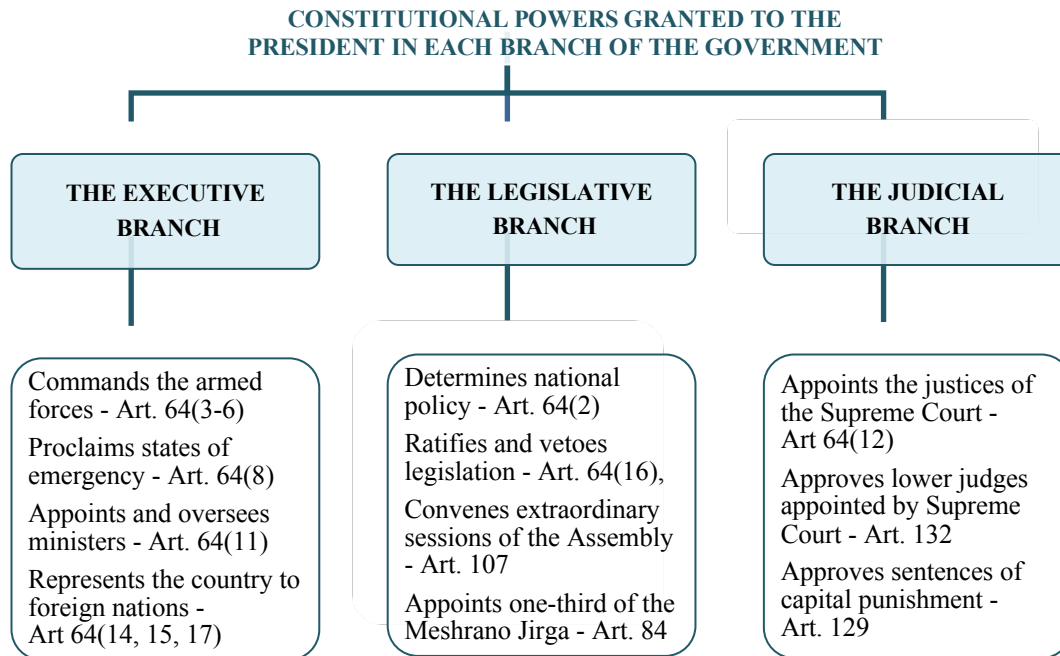 CONSTITUTIONAL POWERS GRANTED TO THE
PRESIDENT IN EACH BRANCH OF THE GOVERNMENT
THE EXECUTIVE
BRANCH
Commands the armed
forces - Art. 64(3-6)
Proclaims states of
emergency - Art. 64(8)
Appoints and oversees
ministers - Art. 64(11)
Represents the country to
foreign nations -
Art 64(14, 15, 17)
THE LEGISLATIVE
BRANCH
Determines national
policy - Art. 64(2)
Ratifies and vetoes
legislation - Art. 64(16),
Convenes extraordinary
sessions of the Assembly
- Art. 107
Appoints one-third of the
Meshrano Jirga - Art. 84
THE JUDICIAL
BRANCH
Appoints the justices of
the Supreme Court -
Art 64(12)
Approves lower judges
appointed by Supreme
Court - Art. 132
Approves sentences of
capital punishment -
Art. 129